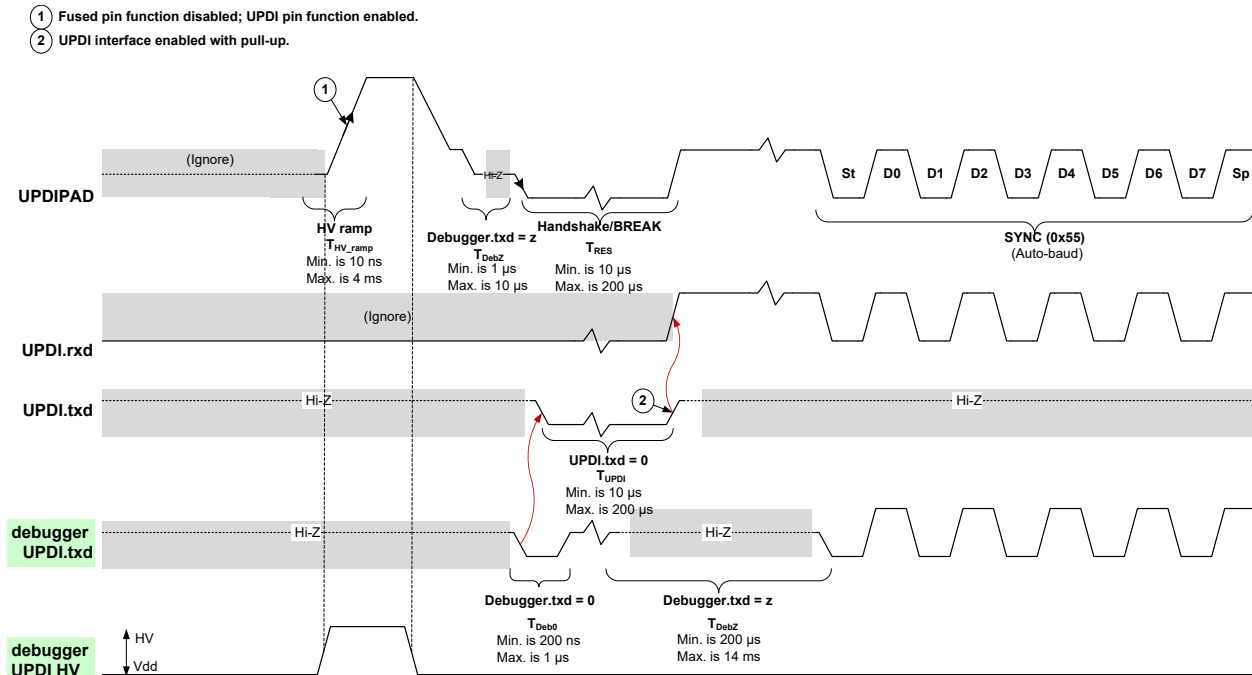 1 Fused pin function disabled; UPDI pin function enabled.
2 UPDI interface enabled with pull-up.
1
(Ignore)
Hi-Z
St D0 D1 D2 D3 D4 D5 D6 D7 Sp
UPDIPAD
HV ramp
THV_ramp
Min. is 10 ns
Max. is 4 ms
Debugger.txd = z
TDebZ
Min. is 1 µs
Max. is 10 µs
Handshake/BREAK
TRES
Min. is 10 µs
Max. is 200 µs
SYNC (0x55)
(Auto-baud)
(Ignore)
UPDI.rxd
Hi-Z
2
Hi-Z
UPDI.txd
UPDI.txd = 0
TUPDI
Min. is 10 µs
Max. is 200 µs
debugger
UPDI.txd
Hi-Z
Hi-Z
Debugger.txd = 0
TDeb0
Min. is 200 ns
Max. is 1 µs
Debugger.txd = z
TDebZ
Min. is 200 µs
Max. is 14 ms
HV
Vdd
debugger
UPDI.HV